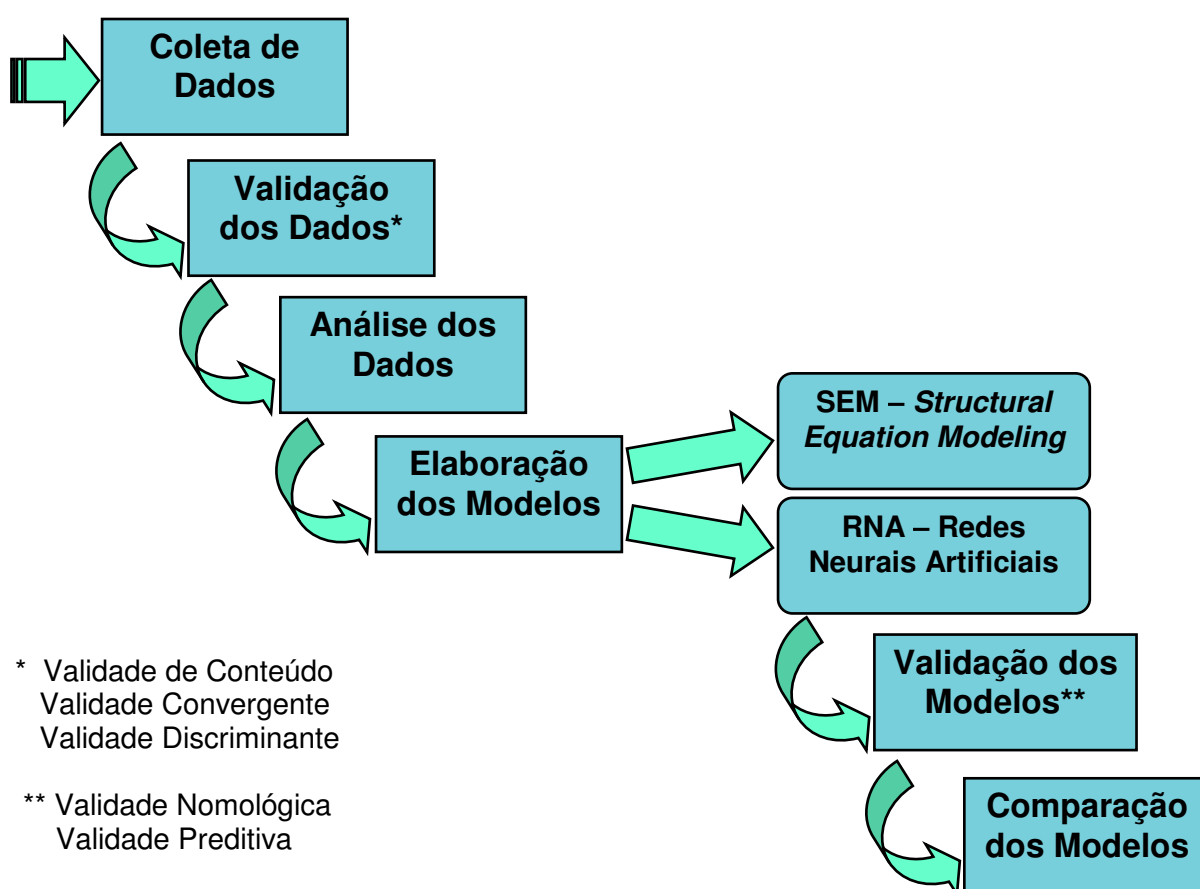 Coleta de
Dados
Validação
dos Dados*
Análise dos
Dados
Elaboração
dos Modelos
SEM – Structural
Equation Modeling
RNA – Redes
Neurais Artificiais
Validação dos
Modelos**
Comparação
dos Modelos
* Validade de Conteúdo
Validade Convergente
Validade Discriminante
** Validade Nomológica
Validade Preditiva